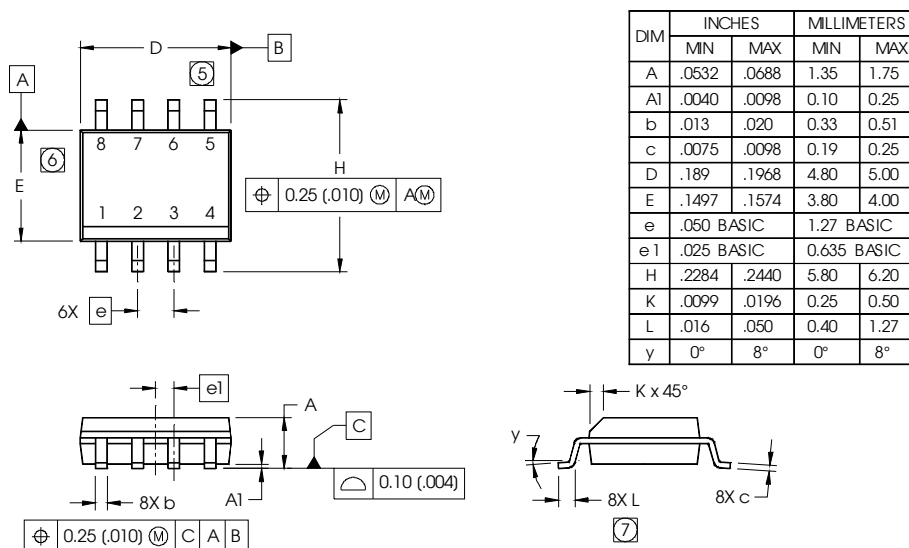 D
B
5
A
8 7 6 5
6
E
H
⌖ 0.25 (.010) Ⓜ AⓂ
1 2 3 4
6X e
DIM INCHES MILLIMETERS
MIN MAX MIN MAX
A .0532 .0688 1.35 1.75
A1 .0040 .0098 0.10 0.25
b .013 .020 0.33 0.51
c .0075 .0098 0.19 0.25
D .189 .1968 4.80 5.00
E .1497 .1574 3.80 4.00
e .050 BASIC 1.27 BASIC
e1 .025 BASIC 0.635 BASIC
H .2284 .2440 5.80 6.20
K .0099 .0196 0.25 0.50
L .016 .050 0.40 1.27
y 0° 8° 0° 8°
e1
A
C
⌓ 0.10 (.004)
8X b
A1
⌖ 0.25 (.010) Ⓜ C A B
K x 45°
y
8X L
8X c
7